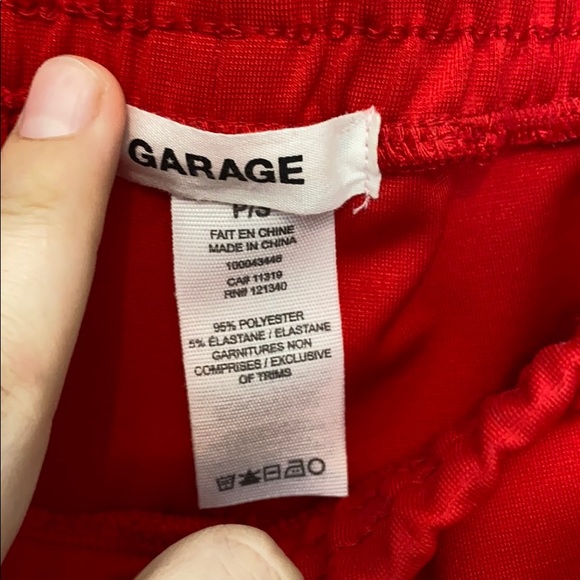 GARAGE
P/S
FAIT EN CHINE
MADE IN CHINA
100043446
CA# 11319
RN# 121340
95% POLYESTER
5% ÉLASTANE / ELASTANE
GARNITURES NON
COMPRISES / EXCLUSIVE
OF TRIMS